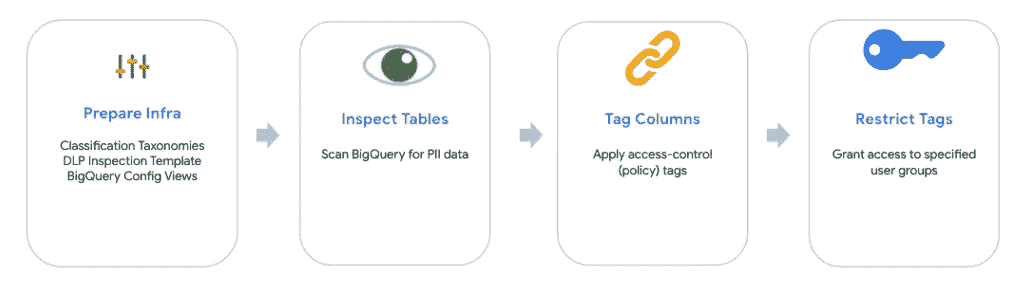 Prepare Infra
Classification Taxonomies
DLP Inspection Template
BigQuery Config Views
Inspect Tables
Scan BigQuery for PII data
Tag Columns
Apply access-control
(policy) tags
Restrict Tags
Grant access to specified
user groups